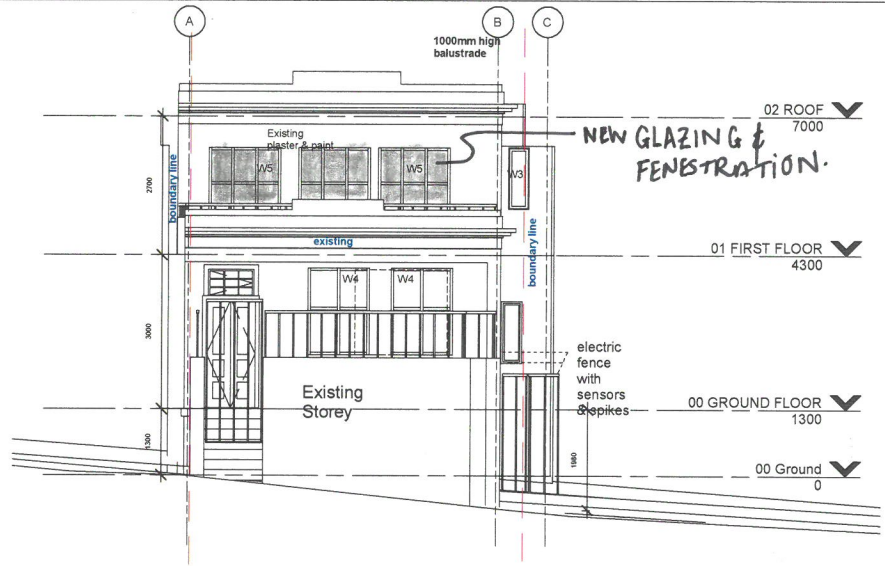 A
B
C
1000mm high
balustrade
02 ROOF
7000
Existing
plaster & paint
NEW GLAZING &
FENESTRATION.
W5
W5
W3
2700
boundary line
existing
boundary line
01 FIRST FLOOR
4300
W4
W4
3000
electric
fence
with
sensors
& spikes
Existing
Storey
00 GROUND FLOOR
1300
1300
1980
00 Ground
0